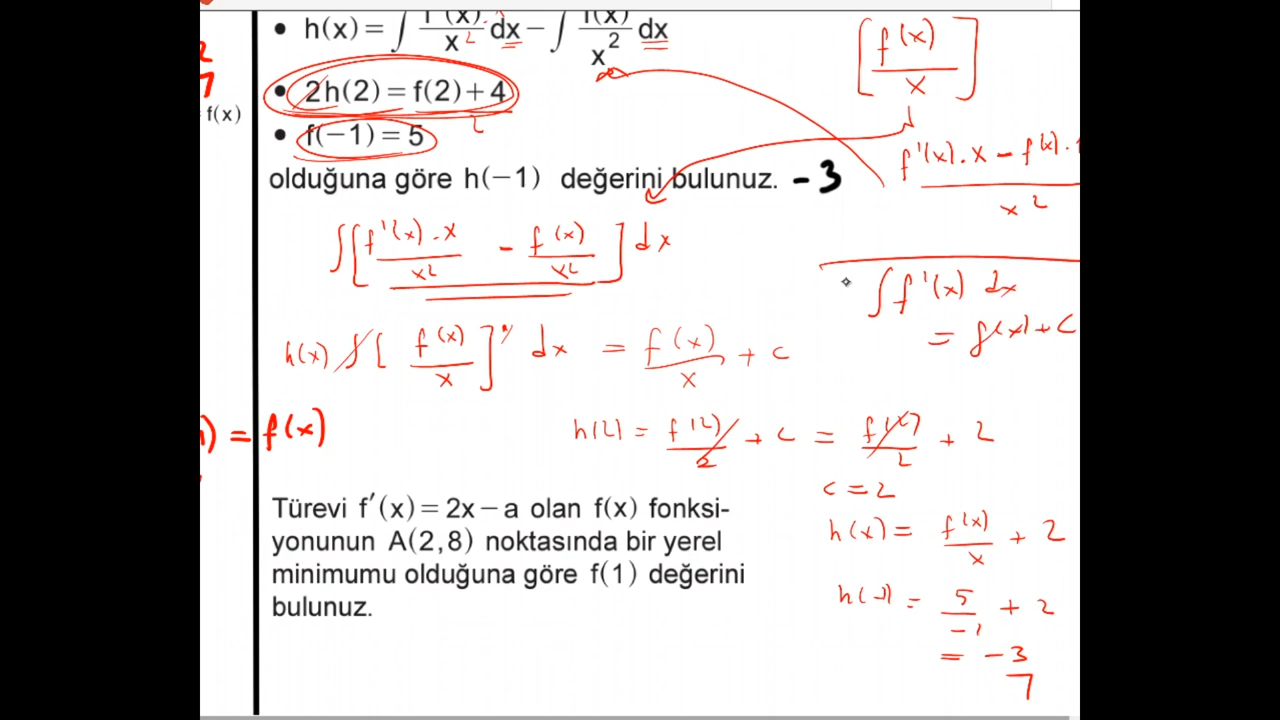 h(x) = ∫ f'(x)/x dx − ∫ f(x)/x² dx
2h(2) = f(2) + 4
f(−1) = 5
olduğuna göre h(−1) değerini bulunuz. -3
= f(x)
[f(x)/x]
f'(x).x − f(x).
x²
∫[f'(x).x/x² − f(x)/x²] dx
∫f'(x) dx
= f(x) + c
h(x) ∫[f(x)/x]' dx = f(x)/x + c
) = f(x)
h(2) = f(2)/2 + c = f(2)/2 + 2
c = 2
h(x) = f(x)/x + 2
h(-1) = 5/-1 + 2
= -3
Türevi f'(x) = 2x − a olan f(x) fonksi-
yonunun A(2,8) noktasında bir yerel
minimumu olduğuna göre f(1) değerini
bulunuz.